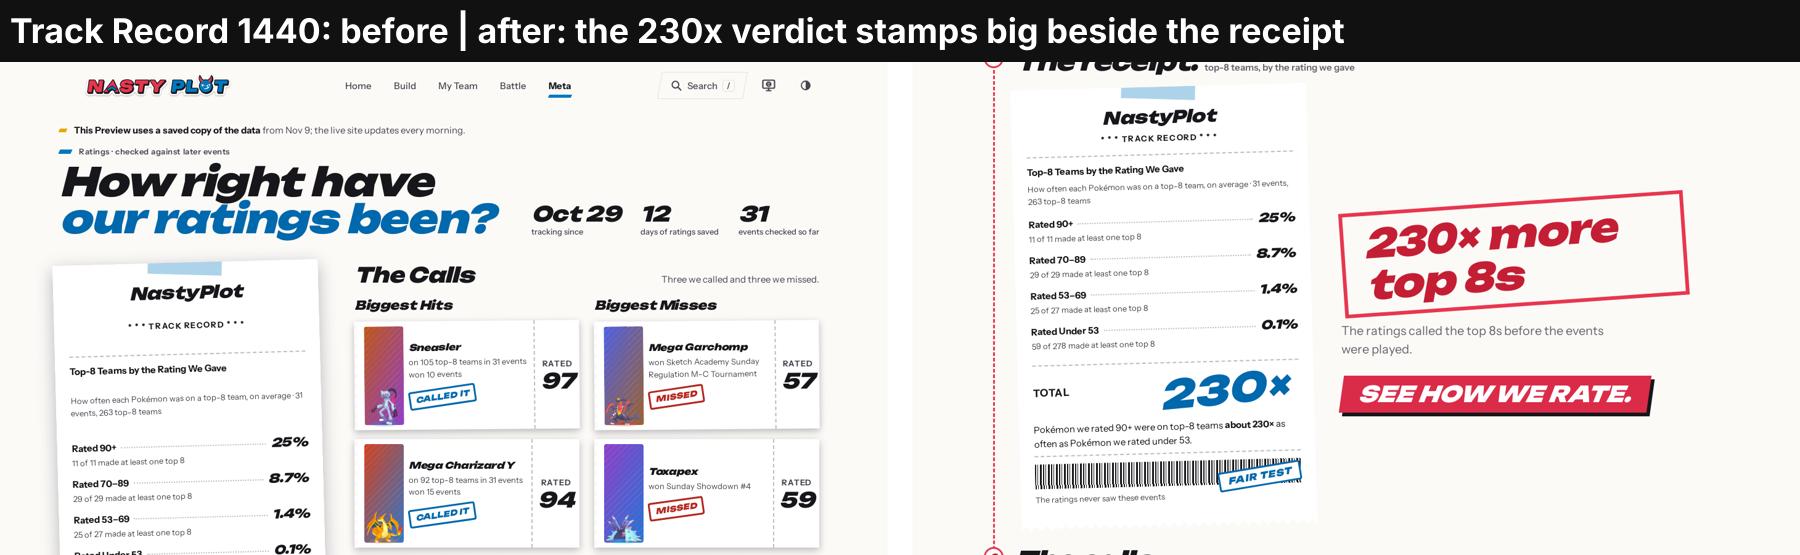 Track Record 1440: before | after: the 230x verdict stamps big beside the receipt
NASTY PLOT
Home Build My Team Battle Meta
Search /
This Preview uses a saved copy of the data from Nov 9; the live site updates every morning.
Ratings · checked against later events
How right have
our ratings been?
Oct 29
tracking since
12
days of ratings saved
31
events checked so far
NastyPlot
• • • TRACK RECORD • • •
Top-8 Teams by the Rating We Gave
How often each Pokémon was on a top-8 team, on average · 31
events, 263 top-8 teams
Rated 90+ 25%
11 of 11 made at least one top 8
Rated 70–89 8.7%
29 of 29 made at least one top 8
Rated 53–69 1.4%
25 of 27 made at least one top 8
Rated Under 53 0.1%
The Calls
Three we called and three we missed.
Biggest Hits
Sneasler
on 105 top-8 teams in 31 events
won 10 events
CALLED IT
RATED
97
Mega Charizard Y
on 92 top-8 teams in 31 events
won 15 events
CALLED IT
RATED
94
Biggest Misses
Mega Garchomp
won Sketch Academy Sunday
Regulation M-C Tournament
MISSED
RATED
57
Toxapex
won Sunday Showdown #4
MISSED
RATED
59
The receipt. top-8 teams, by the rating we gave
NastyPlot
• • • TRACK RECORD • • •
Top-8 Teams by the Rating We Gave
How often each Pokémon was on a top-8 team, on average · 31 events,
263 top-8 teams
Rated 90+ 25%
11 of 11 made at least one top 8
Rated 70–89 8.7%
29 of 29 made at least one top 8
Rated 53–69 1.4%
25 of 27 made at least one top 8
Rated Under 53 0.1%
59 of 278 made at least one top 8
TOTAL 230×
Pokémon we rated 90+ were on top-8 teams about 230× as
often as Pokémon we rated under 53.
FAIR TEST
The ratings never saw these events
230× more
top 8s
The ratings called the top 8s before the events
were played.
SEE HOW WE RATE.
The calls